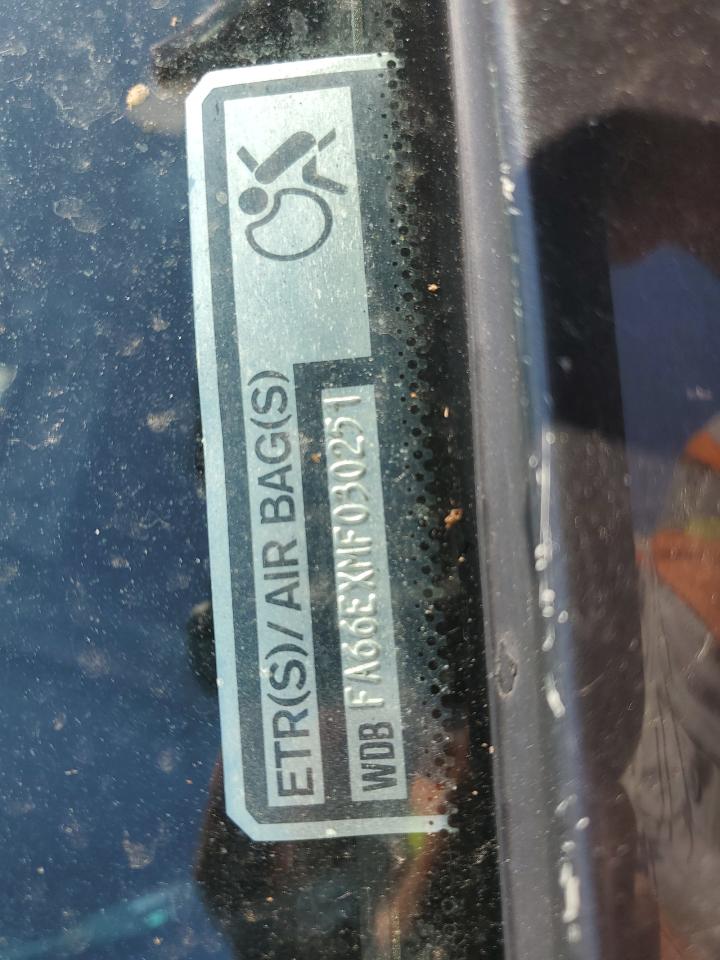 ETR(S)/AIR BAG(S)
WDB FA66EXMF030251